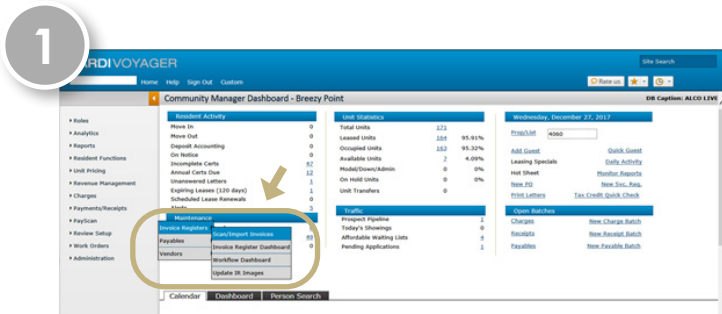 1
RDIVOYAGER
Site Search
Home Help Sign Out Custom
Rate us
Community Manager Dashboard - Breezy Point
DB Caption: ALCO LIVE
Roles
Analytics
Reports
Resident Functions
Unit Pricing
Revenue Management
Charges
Payments/Receipts
PayScan
Review Setup
Work Orders
Administration
Resident Activity
Move In 0
Move Out 0
Deposit Accounting 0
On Notice 0
Incomplete Certs 47
Annual Certs Due 12
Unanswered Letters 1
Expiring Leases (120 days) 1
Scheduled Lease Renewals 0
Alerts 5
Maintenance
Invoice Registers
Payables
Vendors
Scan/Import Invoices
Invoice Register Dashboard
Workflow Dashboard
Update IR Images
49
0
Unit Statistics
Total Units 171
Leased Units 164 95.91%
Occupied Units 163 95.32%
Available Units 7 4.09%
Model/Down/Admin 0 0%
On Hold Units 0 0%
Unit Transfers 0
Traffic
Prospect Pipeline 1
Today's Showings 0
Affordable Waiting Lists 4
Pending Applications 1
Wednesday, December 27, 2017
Prop/List 4060
Add Guest Quick Guest
Leasing Specials Daily Activity
Hot Sheet Monitor Reports
New PO New Svc. Req.
Print Letters Tax Credit Quick Check
Open Batches
Charges New Charge Batch
Receipts New Receipt Batch
Payables New Payable Batch
Calendar Dashboard Person Search